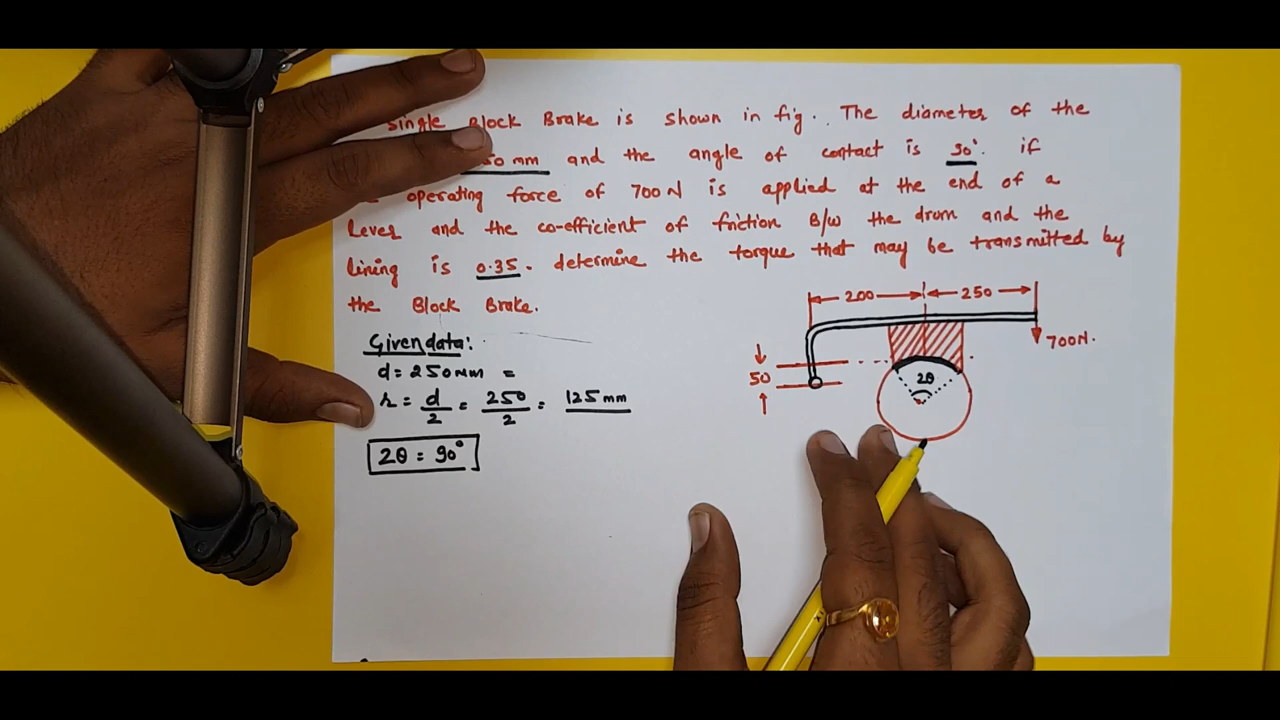 Single Block Brake is shown in fig.. The diameter of the
50 mm and the angle of contact is 90°. if
operating force of 700 N is applied at the end of a
Lever and the co-efficient of friction B/w the drum and the
lining is 0.35. determine the torque that may be transmitted by
the Block Brake.
Given data:
d = 250 mm =
r = d/2 = 250/2 = 125 mm
2θ = 90°
200 250
700N.
50
2θ